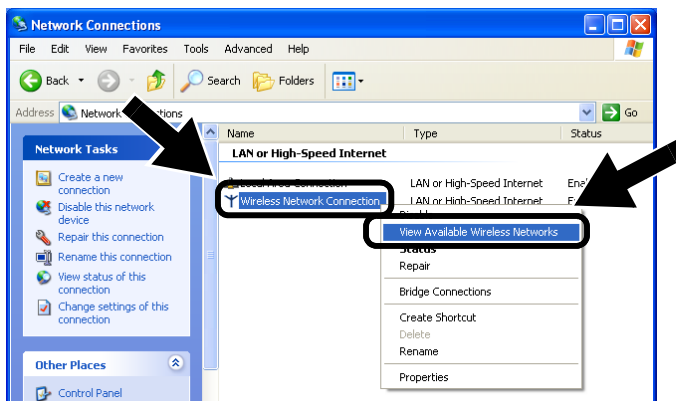 Network Connections
File Edit View Favorites Tools Advanced Help
Back Search Folders
Address Network Go
Name Type Status
Network Tasks
LAN or High-Speed Internet
Create a new
connection
Local Area Connection LAN or High-Speed Internet
Wireless Network Connection LAN or High-Speed Internet
Disable this network
device
View Available Wireless Networks
Repair this connection
Status
Rename this connection
Repair
View status of this
connection
Bridge Connections
Change settings of this
connection
Create Shortcut
Delete
Rename
Other Places
Properties
Control Panel